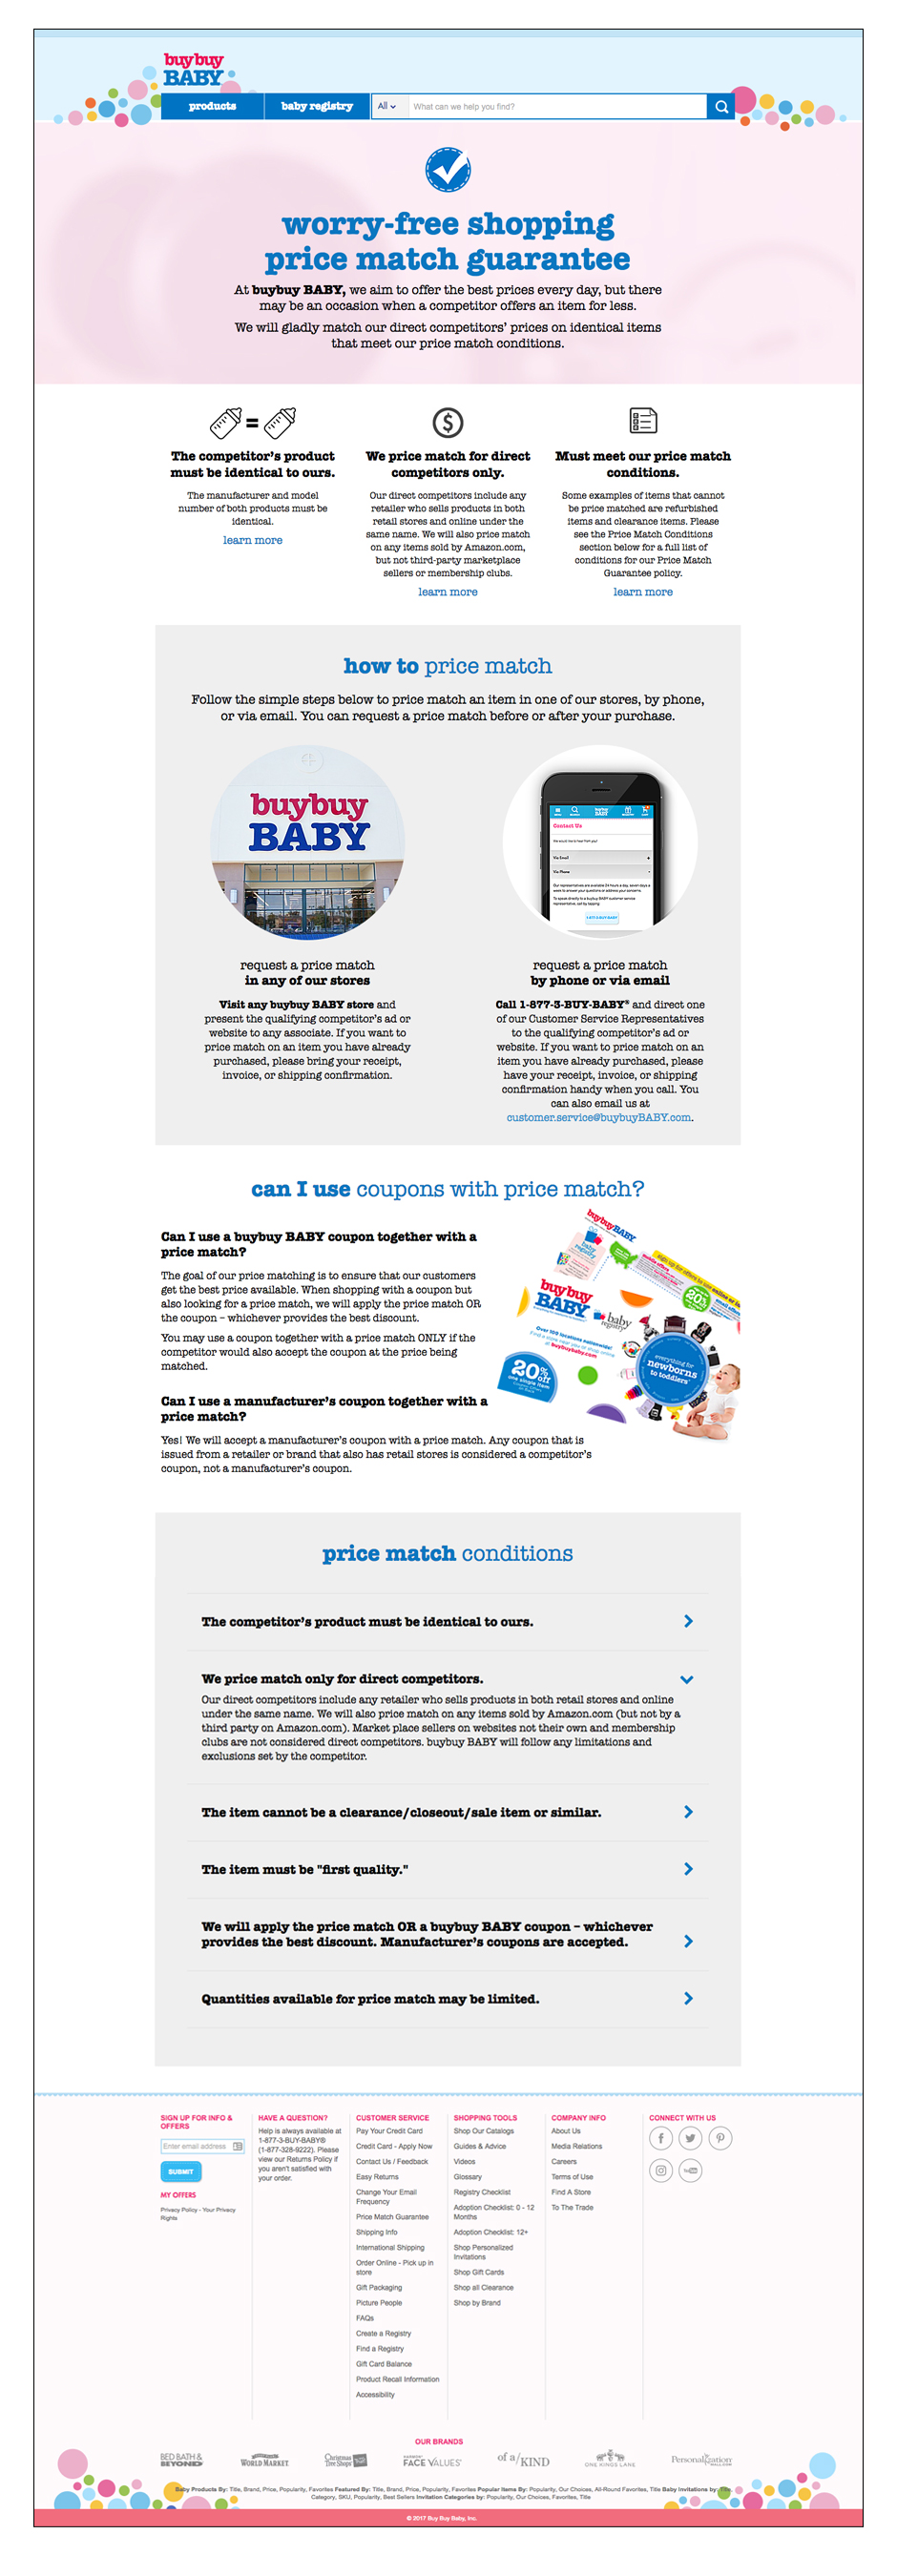 buybuy
BABY
products
baby registry
All
What can we help you find?
worry-free shopping
price match guarantee
At buybuy BABY, we aim to offer the best prices every day, but there
may be an occasion when a competitor offers an item for less.
We will gladly match our direct competitors' prices on identical items
that meet our price match conditions.
The competitor's product
must be identical to ours.
The manufacturer and model
number of both products must be
identical.
learn more
We price match for direct
competitors only.
Our direct competitors include any
retailer who sells products in both
retail stores and online under the
same name. We will also price match
on any items sold by Amazon.com,
but not third-party marketplace
sellers or membership clubs.
learn more
Must meet our price match
conditions.
Some examples of items that cannot
be price matched are refurbished
items and clearance items. Please
see the Price Match Conditions
section below for a full list of
conditions for our Price Match
Guarantee policy.
learn more
how to price match
Follow the simple steps below to price match an item in one of our stores, by phone,
or via email. You can request a price match before or after your purchase.
buybuy
BABY
Contact Us
Via Email
Via Phone
request a price match
in any of our stores
Visit any buybuy BABY store and
present the qualifying competitor's ad or
website to any associate. If you want to
price match on an item you have already
purchased, please bring your receipt,
invoice, or shipping confirmation.
request a price match
by phone or via email
Call 1-877-3-BUY-BABY® and direct one
of our Customer Service Representatives
to the qualifying competitor's ad or
website. If you want to price match on an
item you have already purchased, please
have your receipt, invoice, or shipping
confirmation handy when you call. You
can also email us at
customer.service@buybuyBABY.com.
can I use coupons with price match?
Can I use a buybuy BABY coupon together with a
price match?
The goal of our price matching is to ensure that our customers
get the best price available. When shopping with a coupon but
also looking for a price match, we will apply the price match OR
the coupon – whichever provides the best discount.
You may use a coupon together with a price match ONLY if the
competitor would also accept the coupon at the price being
matched.
Can I use a manufacturer's coupon together with a
price match?
Yes! We will accept a manufacturer's coupon with a price match. Any coupon that is
issued from a retailer or brand that also has retail stores is considered a competitor's
coupon, not a manufacturer's coupon.
buybuyBABY
baby
registry
buybuy
BABY
baby
registry
buybuybaby.com
20%
off
one single item
everything for
newborns
to toddlers
price match conditions
The competitor's product must be identical to ours.
We price match only for direct competitors.
Our direct competitors include any retailer who sells products in both retail stores and online
under the same name. We will also price match on any items sold by Amazon.com (but not by a
third party on Amazon.com). Market place sellers on websites not their own and membership
clubs are not considered direct competitors. buybuy BABY will follow any limitations and
exclusions set by the competitor.
The item cannot be a clearance/closeout/sale item or similar.
The item must be "first quality."
We will apply the price match OR a buybuy BABY coupon – whichever
provides the best discount. Manufacturer's coupons are accepted.
Quantities available for price match may be limited.
SIGN UP FOR INFO &
OFFERS
Enter email address
SUBMIT
MY OFFERS
Privacy Policy - Your Privacy
Rights
HAVE A QUESTION?
Help is always available at
1-877-3-BUY-BABY®
(1-877-328-9222). Please
view our Returns Policy if
you aren't satisfied with
your order.
CUSTOMER SERVICE
Pay Your Credit Card
Credit Card - Apply Now
Contact Us / Feedback
Easy Returns
Change Your Email
Frequency
Price Match Guarantee
Shipping Info
International Shipping
Order Online - Pick up in
store
Gift Packaging
Picture People
FAQs
Create a Registry
Find a Registry
Gift Card Balance
Product Recall Information
Accessibility
SHOPPING TOOLS
Shop Our Catalogs
Guides & Advice
Videos
Glossary
Registry Checklist
Adoption Checklist: 0 - 12
Months
Adoption Checklist: 12+
Shop Personalized
Invitations
Shop Gift Cards
Shop all Clearance
Shop by Brand
COMPANY INFO
About Us
Media Relations
Careers
Terms of Use
Find A Store
To The Trade
CONNECT WITH US
OUR BRANDS
BED BATH &
BEYOND
WORLD MARKET
Christmas
Tree Shops
FACE VALUES
of a/KIND
ONE KINGS LANE
Personalization
Baby Products By: Title, Brand, Price, Popularity, Favorites Featured By: Title, Brand, Price, Popularity, Favorites Popular Items By: Popularity, Our Choices, All-Round Favorites, Title Baby Invitations by: Title,
Category, SKU, Popularity, Best Sellers Invitation Categories by: Popularity, Our Choices, Favorites, Title
© 2017 Buy Buy Baby, Inc.